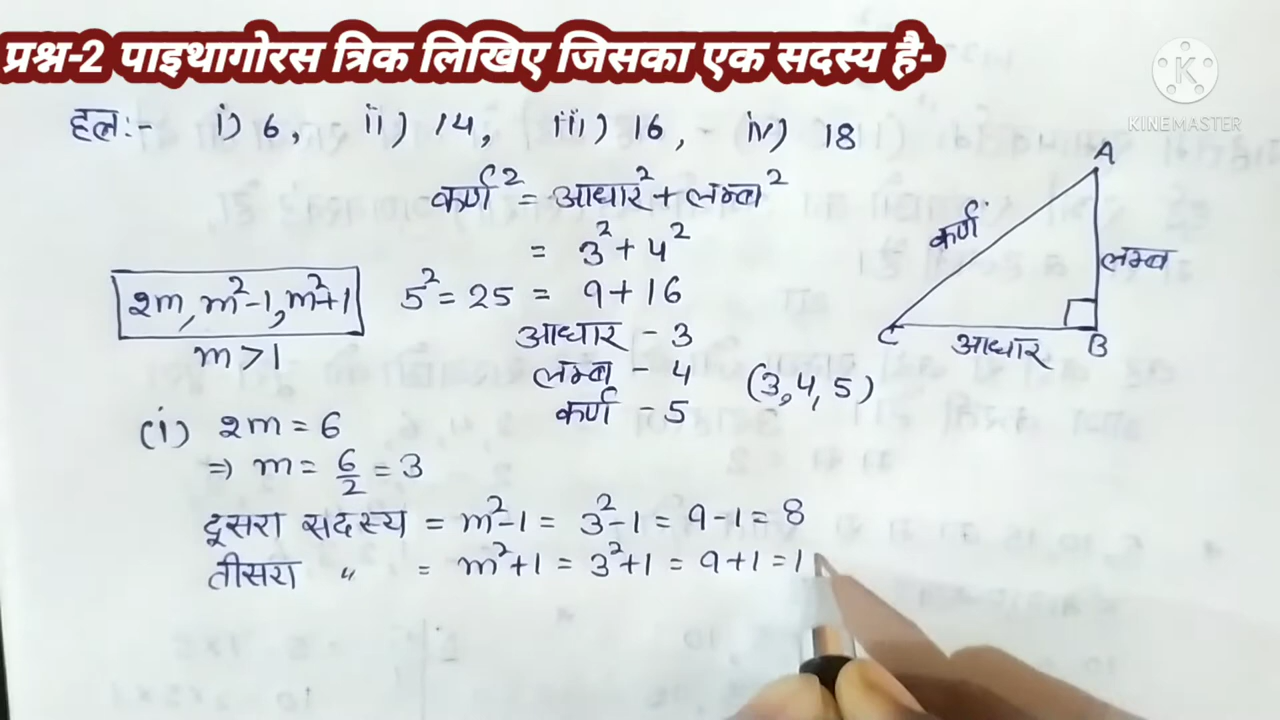 प्रश्न-2 पाइथागोरस त्रिक लिखिए जिसका एक सदस्य है-
K
KINEMASTER
हल:- i) 6, ii) 14, iii) 16, iv) 18
कर्ण² = आधार² + लम्ब²
= 3² + 4²
5² = 25 = 9 + 16
2m, m²-1, m²+1
m > 1
आधार - 3
लम्ब - 4
कर्ण - 5
(3, 4, 5)
A
कर्ण
लम्ब
C आधार B
(i) 2m = 6
⇒ m = 6/2 = 3
दूसरा सदस्य = m²-1 = 3²-1 = 9-1 = 8
तीसरा " = m²+1 = 3²+1 = 9+1 = 1